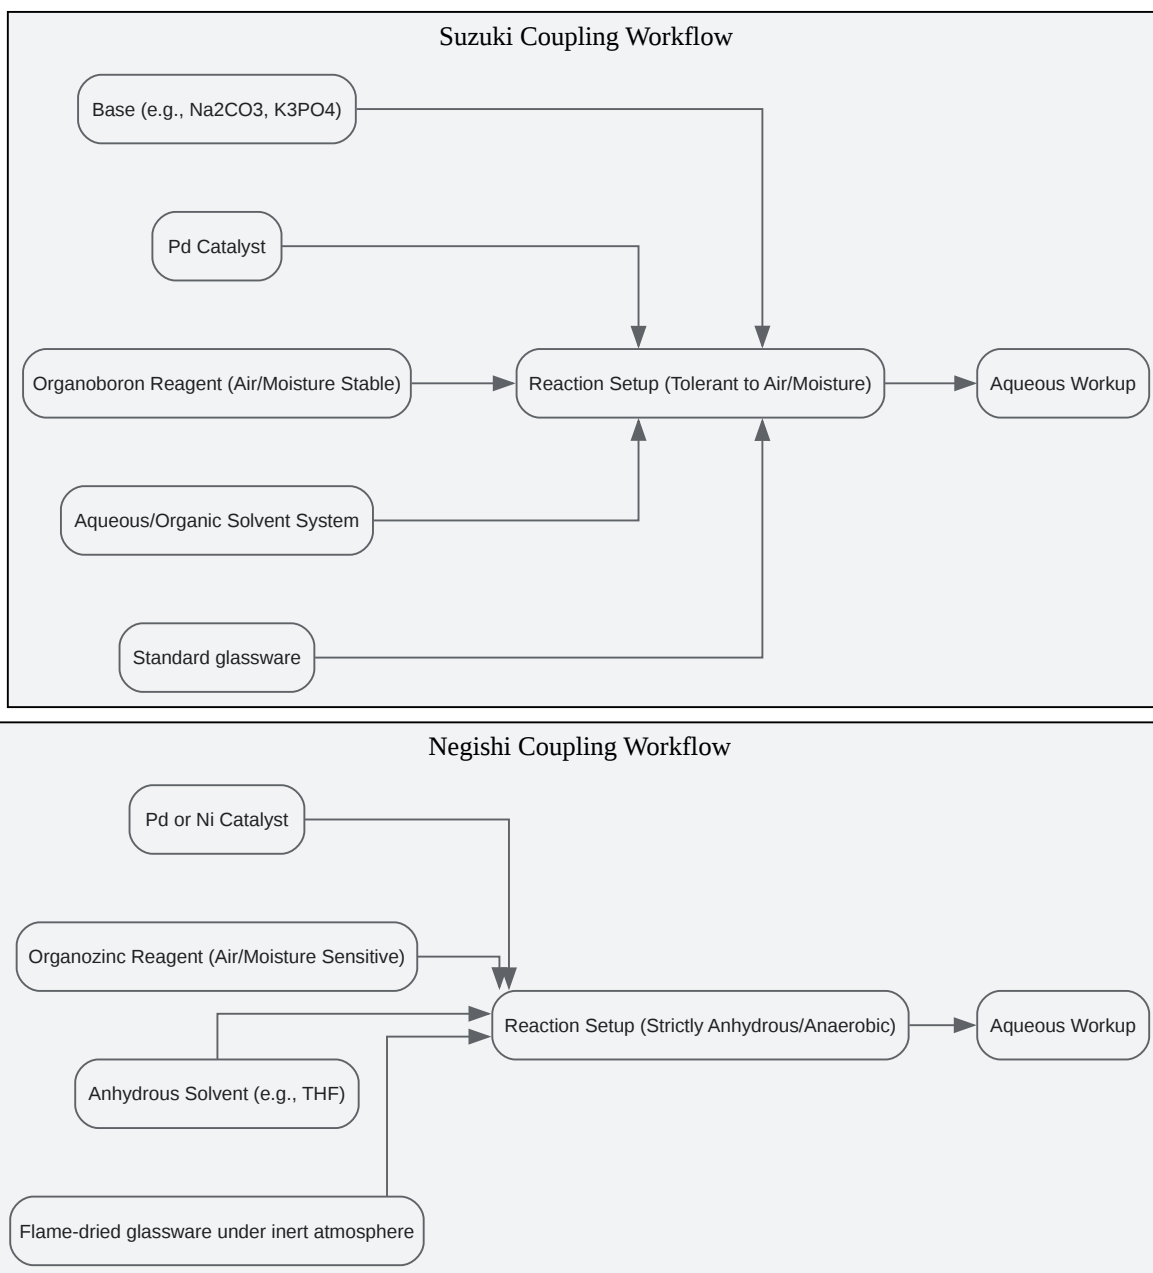 Suzuki Coupling Workflow
Base (e.g., Na2CO3, K3PO4)
Pd Catalyst
Organoboron Reagent (Air/Moisture Stable)
Reaction Setup (Tolerant to Air/Moisture)
Aqueous Workup
Aqueous/Organic Solvent System
Standard glassware
Negishi Coupling Workflow
Pd or Ni Catalyst
Organozinc Reagent (Air/Moisture Sensitive)
Reaction Setup (Strictly Anhydrous/Anaerobic)
Aqueous Workup
Anhydrous Solvent (e.g., THF)
Flame-dried glassware under inert atmosphere